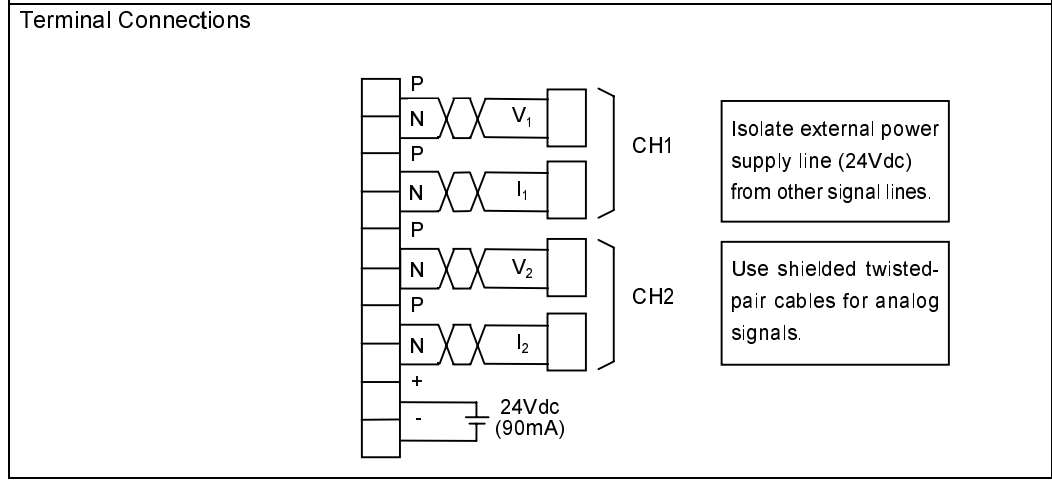 Terminal Connections
P
N
V₁
P
N
I₁
CH1
P
N
V₂
P
N
I₂
CH2
+
-
24Vdc
(90mA)
Isolate external power
supply line (24Vdc)
from other signal lines.
Use shielded twisted-
pair cables for analog
signals.